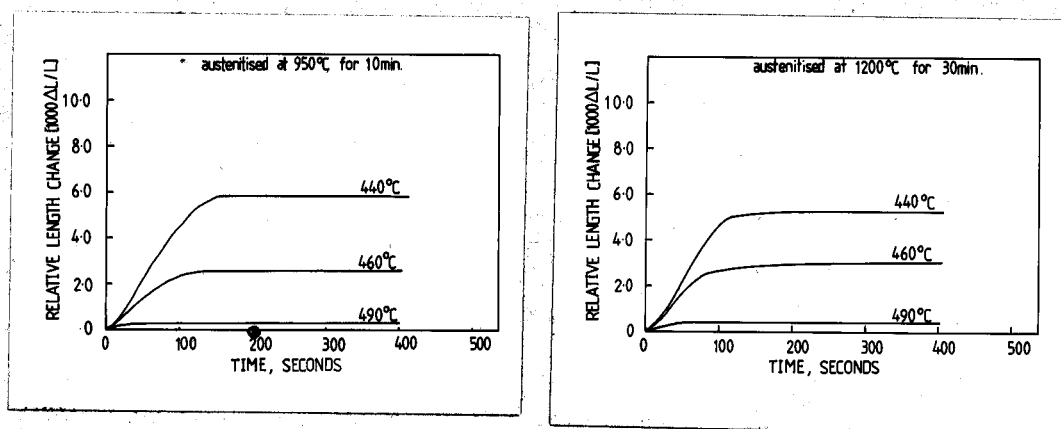 * austenitised at 950°C for 10min.
RELATIVE LENGTH CHANGE [1000ΔL/L]
10·0
8·0
6·0
4·0
2·0
0
440°C
460°C
490°C
0 100 200 300 400 500
TIME, SECONDS
austenitised at 1200°C for 30min.
RELATIVE LENGTH CHANGE [1000ΔL/L]
10·0
8·0
6·0
4·0
2·0
0
440°C
460°C
490°C
0 100 200 300 400 500
TIME, SECONDS